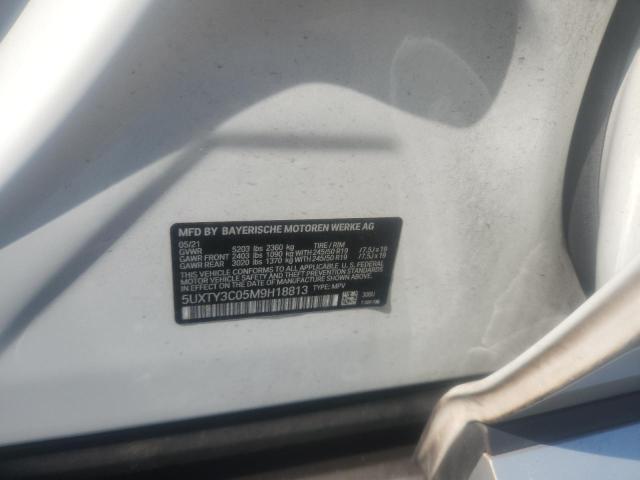 MFD BY BAYERISCHE MOTOREN WERKE AG
05/21
GVWR 5203 lbs 2360 kg TIRE / RIM
GAWR FRONT 2403 lbs 1090 kg WITH 245/50 R19 /7.5J x 19
GAWR REAR 3020 lbs 1370 kg WITH 245/50 R19 /7.5J x 19
THIS VEHICLE CONFORMS TO ALL APPLICABLE U.S. FEDERAL
MOTOR VEHICLE SAFETY AND THEFT PREVENTION STANDARDS
IN EFFECT ON THE DATE OF MANUFACTURE SHOWN ABOVE.
5UXTY3C05M9H18813 TYPE: MPV